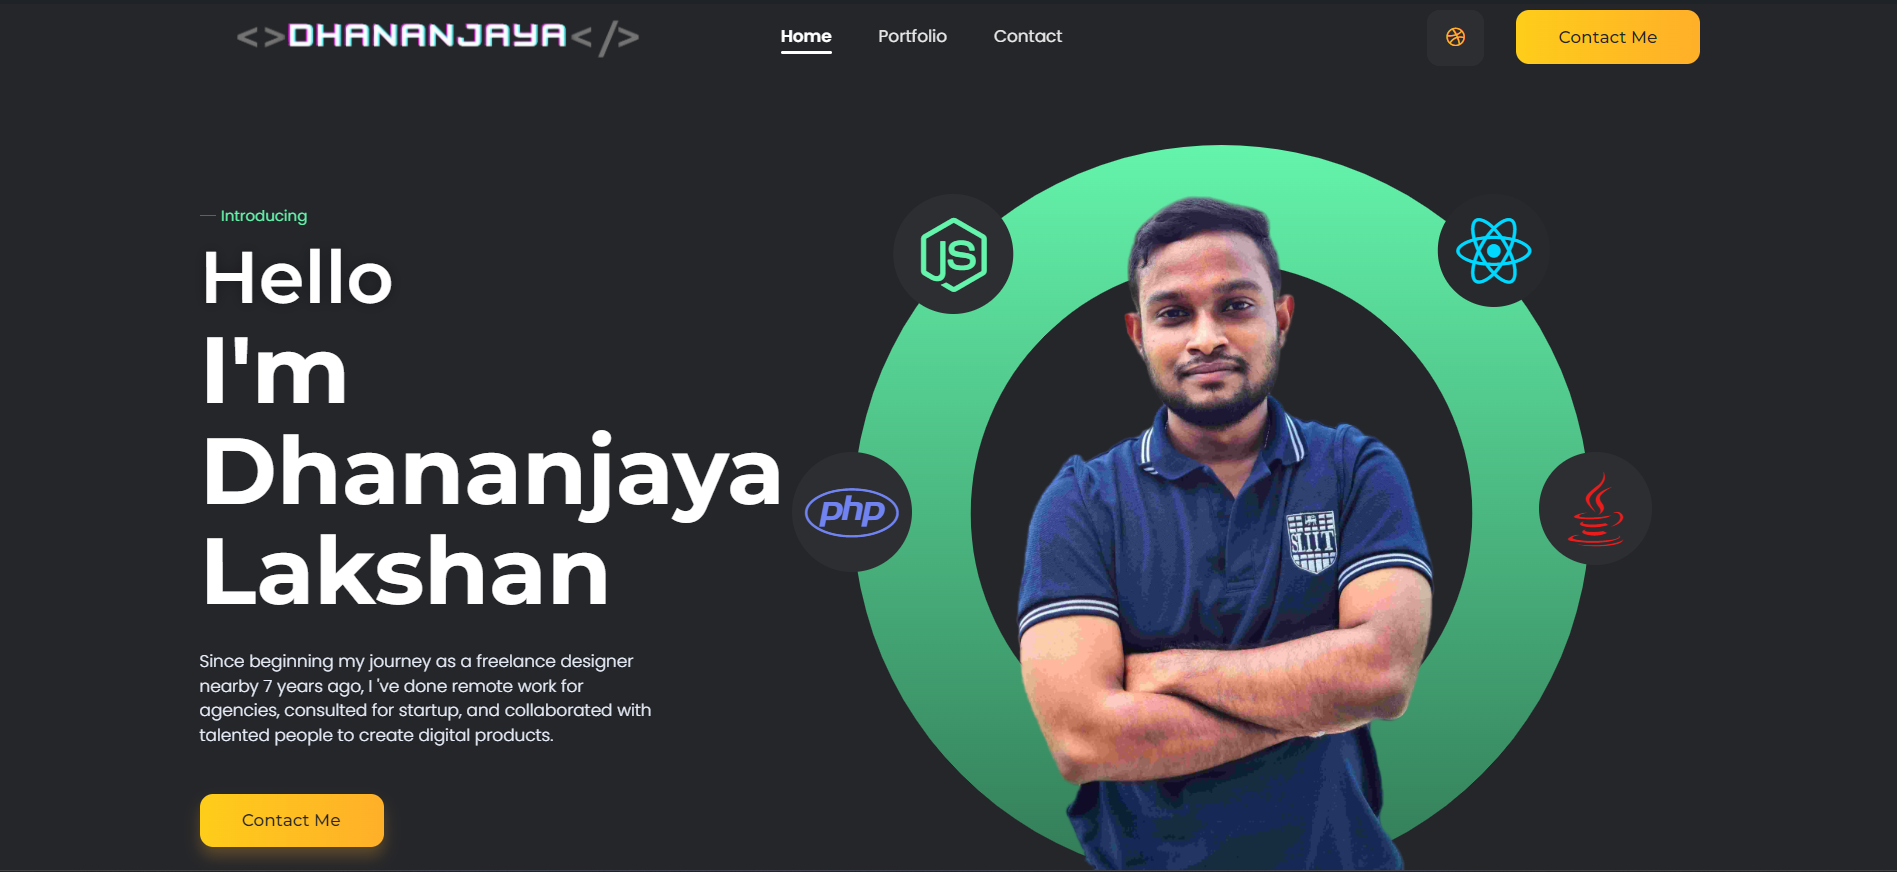 <>DHANANJAYA</>
Home Portfolio Contact
Contact Me
— Introducing
Hello
I'm
Dhananjaya
Lakshan
Since beginning my journey as a freelance designer
nearby 7 years ago, I 've done remote work for
agencies, consulted for startup, and collaborated with
talented people to create digital products.
Contact Me
JS
php
SLIIT